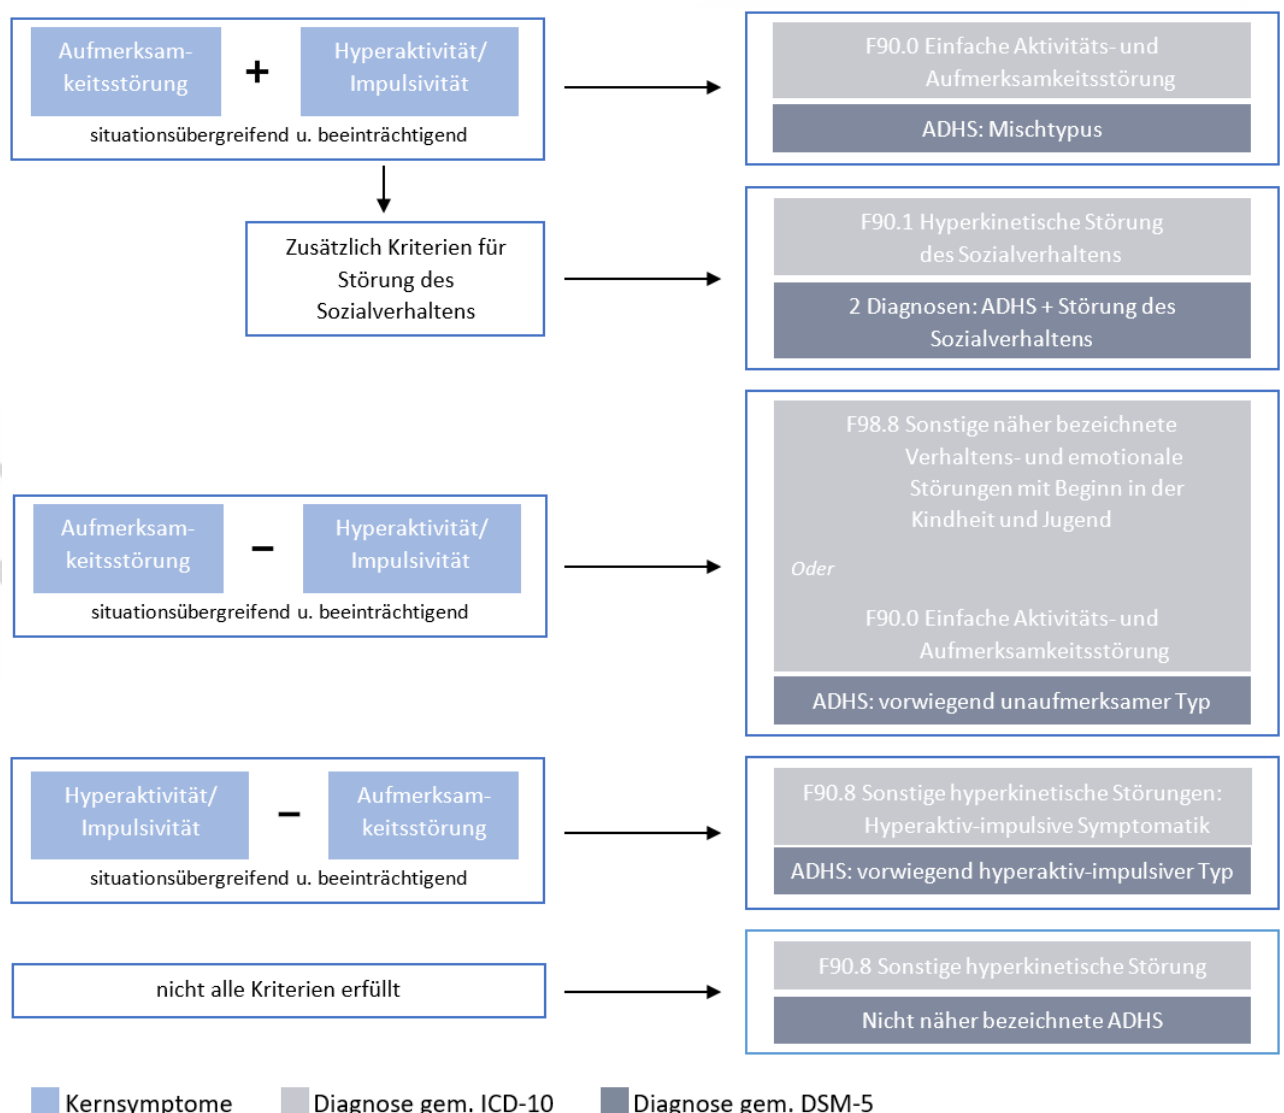 Aufmerksam-
keitsstörung
+
Hyperaktivität/
Impulsivität
situationsübergreifend u. beeinträchtigend
F90.0 Einfache Aktivitäts- und
Aufmerksamkeitsstörung
ADHS: Mischtypus
Zusätzlich Kriterien für
Störung des
Sozialverhaltens
F90.1 Hyperkinetische Störung
des Sozialverhaltens
2 Diagnosen: ADHS + Störung des
Sozialverhaltens
Aufmerksam-
keitsstörung
–
Hyperaktivität/
Impulsivität
situationsübergreifend u. beeinträchtigend
F98.8 Sonstige näher bezeichnete
Verhaltens- und emotionale
Störungen mit Beginn in der
Kindheit und Jugend
Oder
F90.0 Einfache Aktivitäts- und
Aufmerksamkeitsstörung
ADHS: vorwiegend unaufmerksamer Typ
Hyperaktivität/
Impulsivität
–
Aufmerksam-
keitsstörung
situationsübergreifend u. beeinträchtigend
F90.8 Sonstige hyperkinetische Störungen:
Hyperaktiv-impulsive Symptomatik
ADHS: vorwiegend hyperaktiv-impulsiver Typ
nicht alle Kriterien erfüllt
F90.8 Sonstige hyperkinetische Störung
Nicht näher bezeichnete ADHS
Kernsymptome
Diagnose gem. ICD-10
Diagnose gem. DSM-5